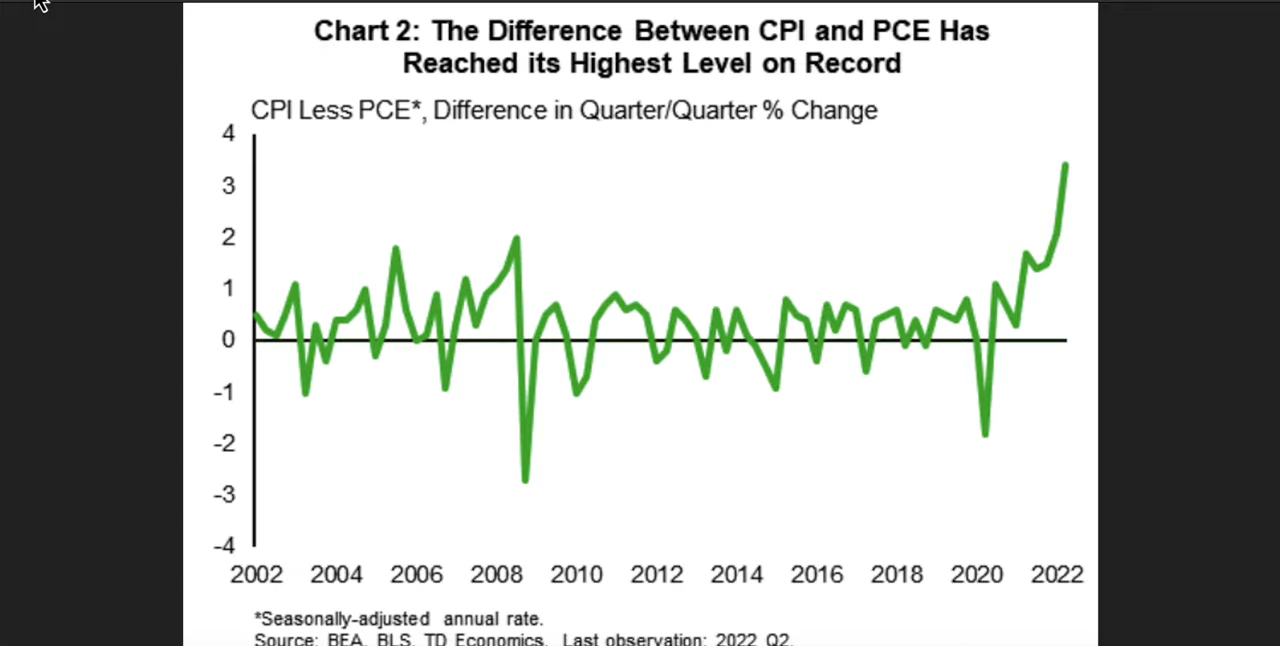 Chart 2: The Difference Between CPI and PCE Has
Reached its Highest Level on Record
CPI Less PCE*, Difference in Quarter/Quarter % Change
4
3
2
1
0
-1
-2
-3
-4
2002 2004 2006 2008 2010 2012 2014 2016 2018 2020 2022
*Seasonally-adjusted annual rate.
Source: BEA, BLS, TD Economics. Last observation: 2022 Q2.